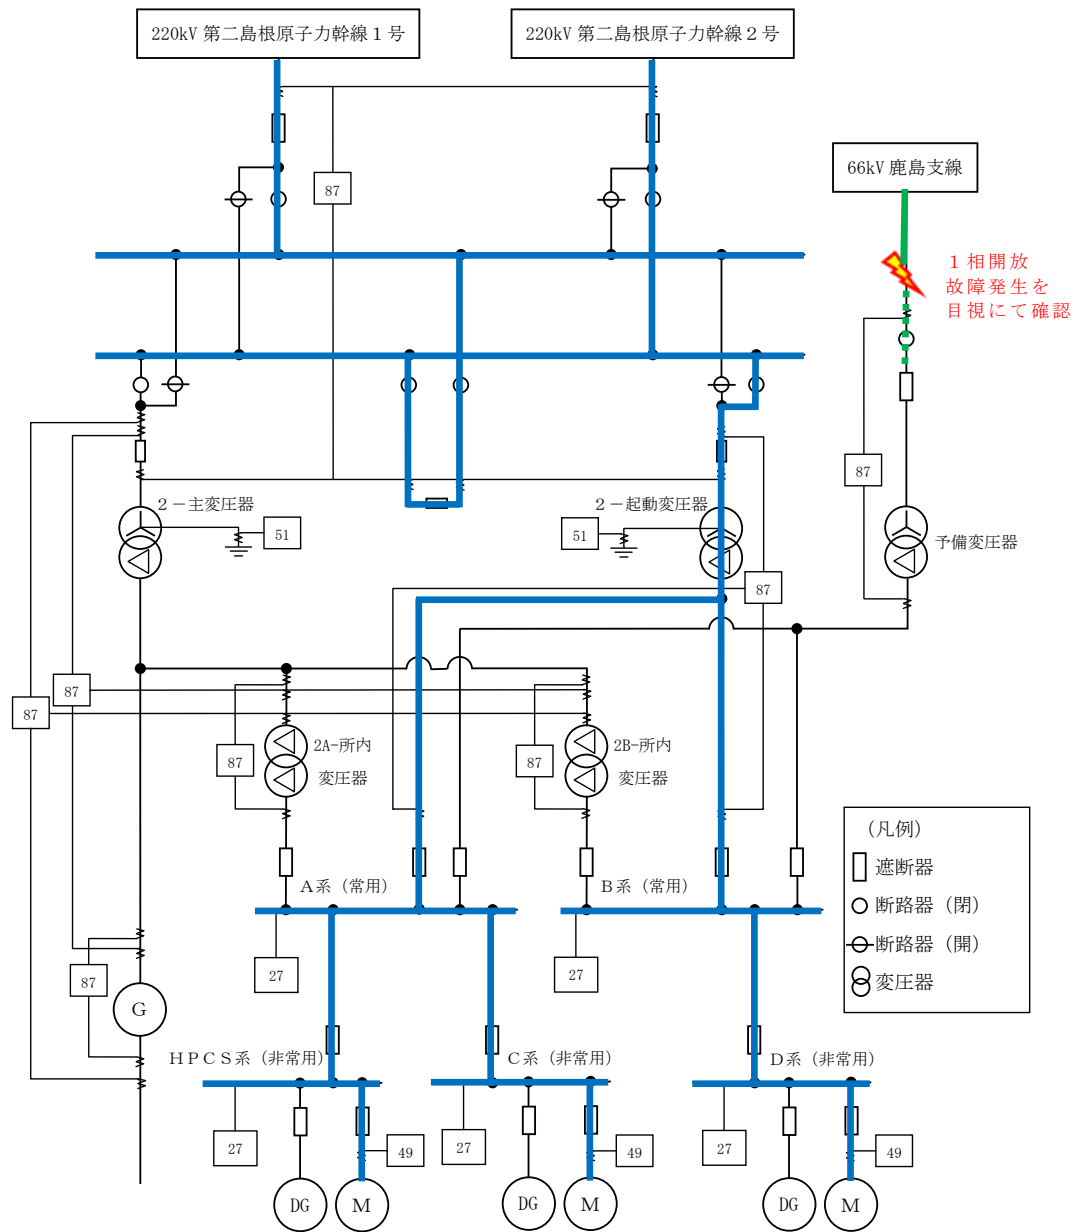 220kV 第二島根原子力幹線１号
220kV 第二島根原子力幹線２号
66kV 鹿島支線
87
１相開放
故障発生を
目視にて確認
87
２－主変圧器
51
２－起動変圧器
51
予備変圧器
87
87
87
87
2A-所内
変圧器
87
2B-所内
変圧器
(凡例)
遮断器
断路器（閉）
断路器（開）
変圧器
Ａ系（常用）
Ｂ系（常用）
27
27
87
G
ＨＰＣＳ系（非常用）
Ｃ系（非常用）
Ｄ系（非常用）
27
49
27
49
27
49
DG
M
DG
M
DG
M